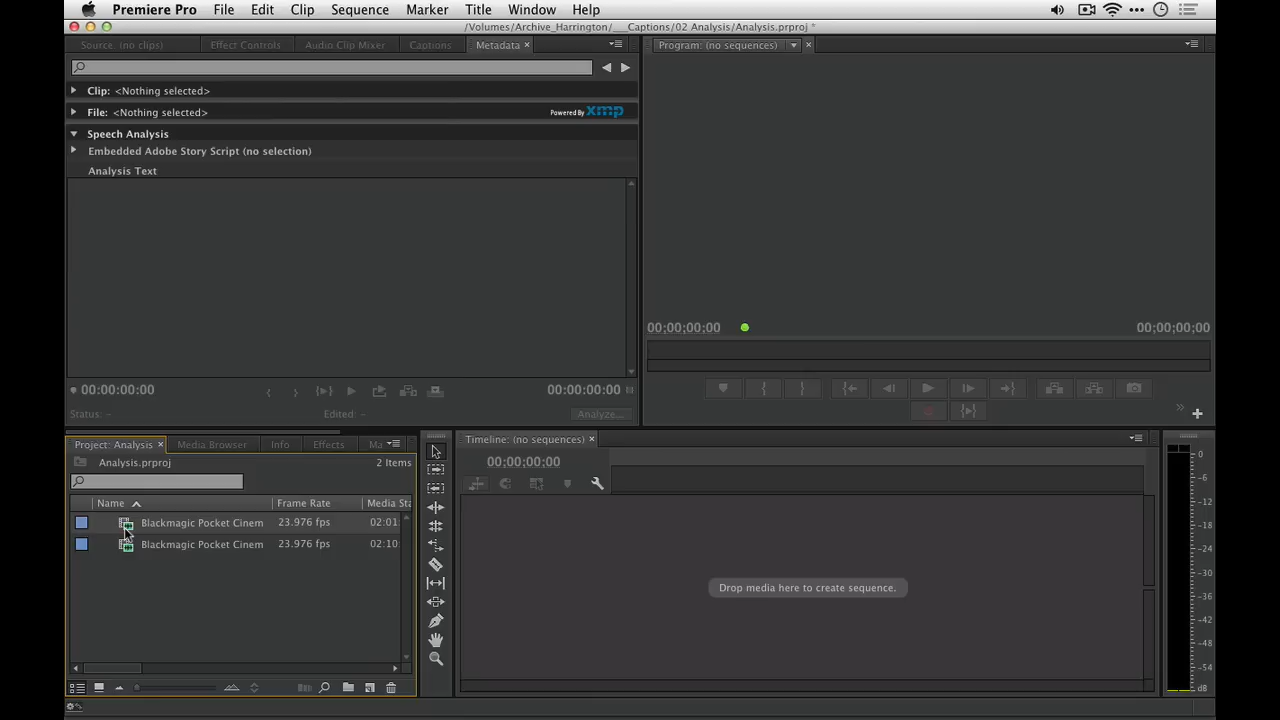 Premiere Pro File Edit Clip Sequence Marker Title Window Help
/Volumes/Archive_Harrington/___Captions/02 Analysis/Analysis.prproj *
Source: (no clips) Effect Controls Audio Clip Mixer Captions Metadata ×
Program: (no sequences) ×
Clip: <Nothing selected>
File: <Nothing selected> Powered By xmp
Speech Analysis
Embedded Adobe Story Script (no selection)
Analysis Text
00;00;00;00 00;00;00;00
00:00:00:00 00:00:00:00
Status: – Edited: – Analyze...
Project: Analysis × Media Browser Info Effects Ma
Timeline: (no sequences) ×
Analysis.prproj 2 Items
00;00;00;00
Name Frame Rate Media Sta
Blackmagic Pocket Cinem 23.976 fps 02:01:
Blackmagic Pocket Cinem 23.976 fps 02:10:
Drop media here to create sequence.
0
-6
-12
-18
-24
-30
-36
-42
-48
-54
dB